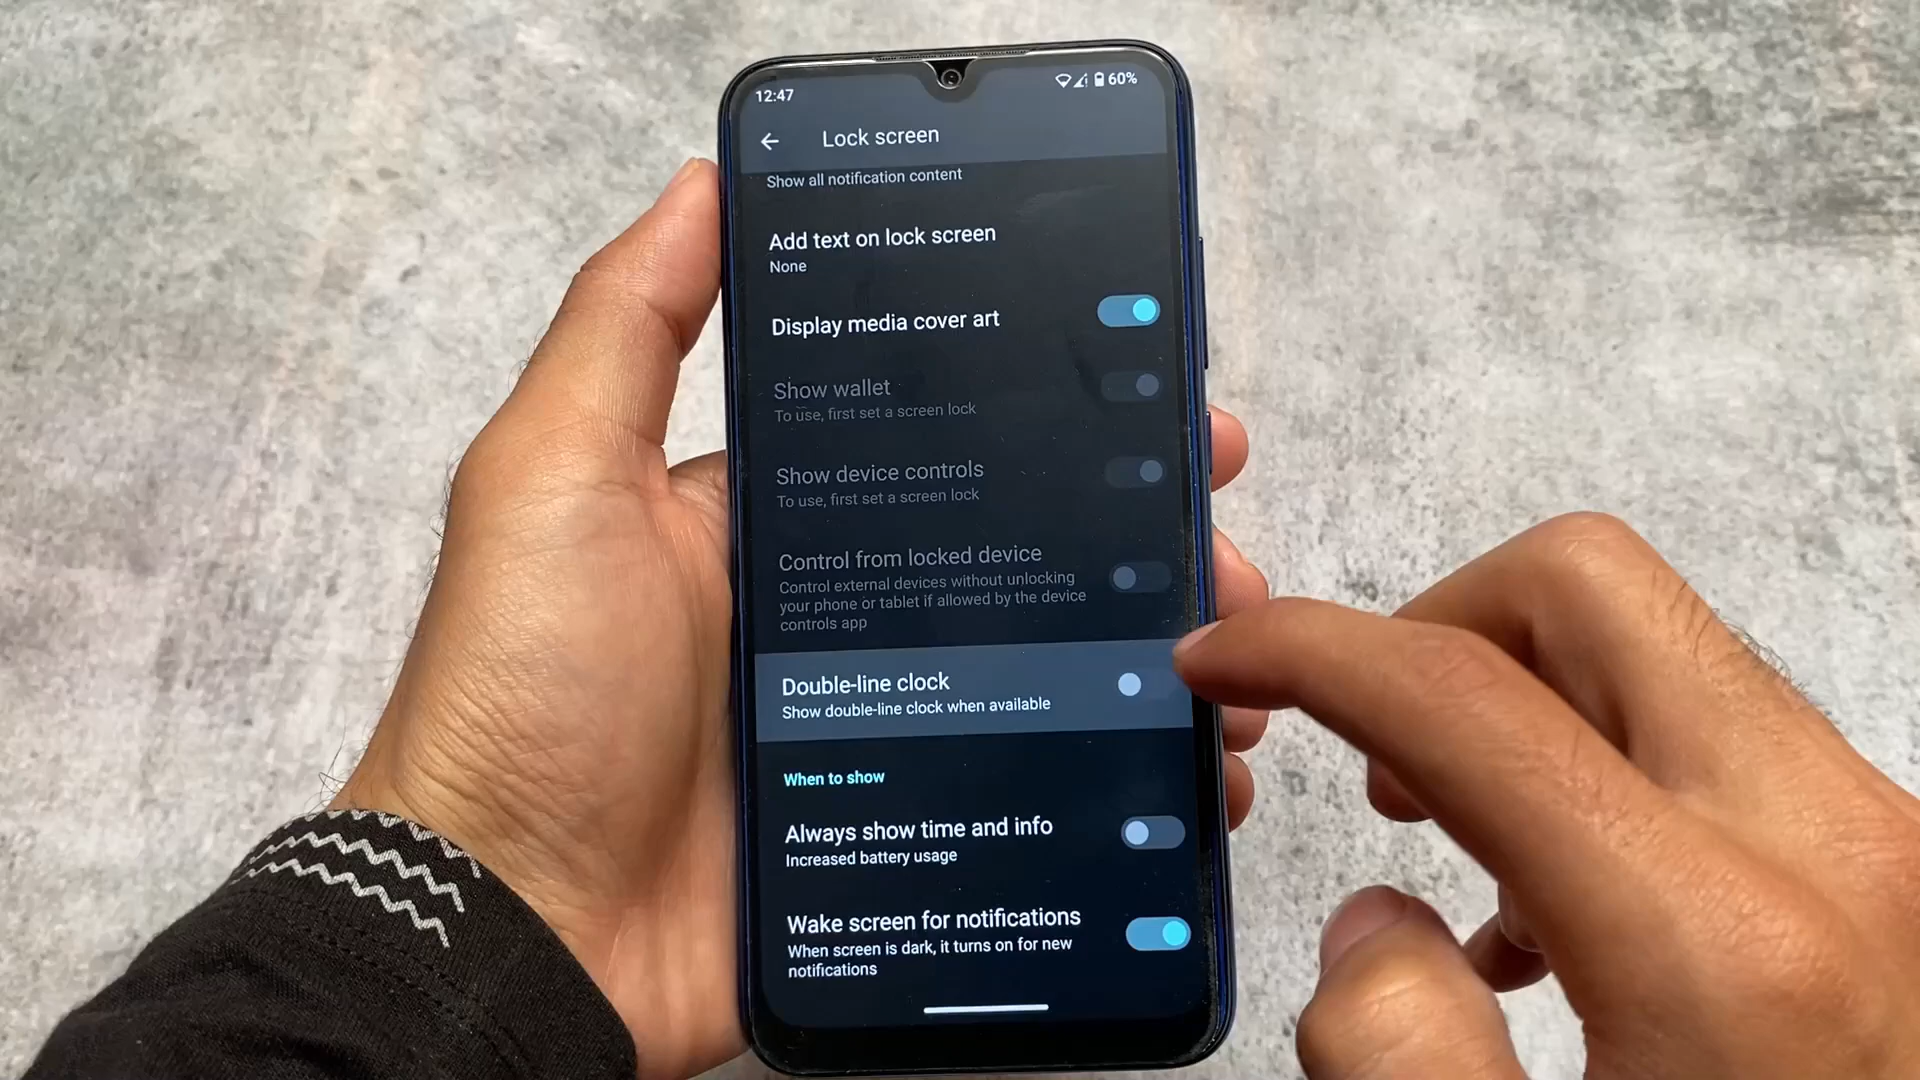 12:47
60%
Lock screen
Show all notification content
Add text on lock screen
None
Display media cover art
Show wallet
To use, first set a screen lock
Show device controls
To use, first set a screen lock
Control from locked device
Control external devices without unlocking
your phone or tablet if allowed by the device
controls app
Double-line clock
Show double-line clock when available
When to show
Always show time and info
Increased battery usage
Wake screen for notifications
When screen is dark, it turns on for new
notifications